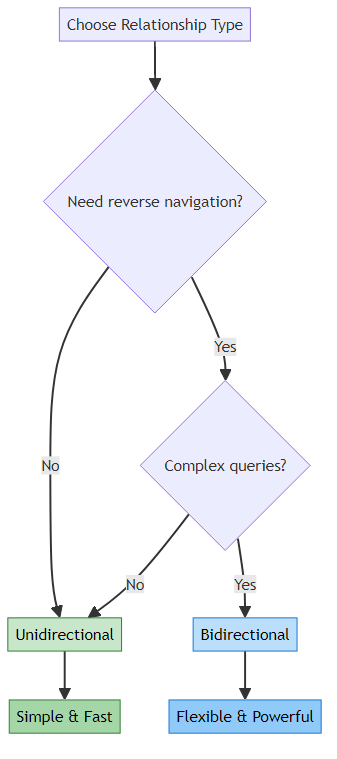 Choose Relationship Type
Need reverse navigation?
Yes
No
Complex queries?
No
Yes
Unidirectional
Bidirectional
Simple & Fast
Flexible & Powerful